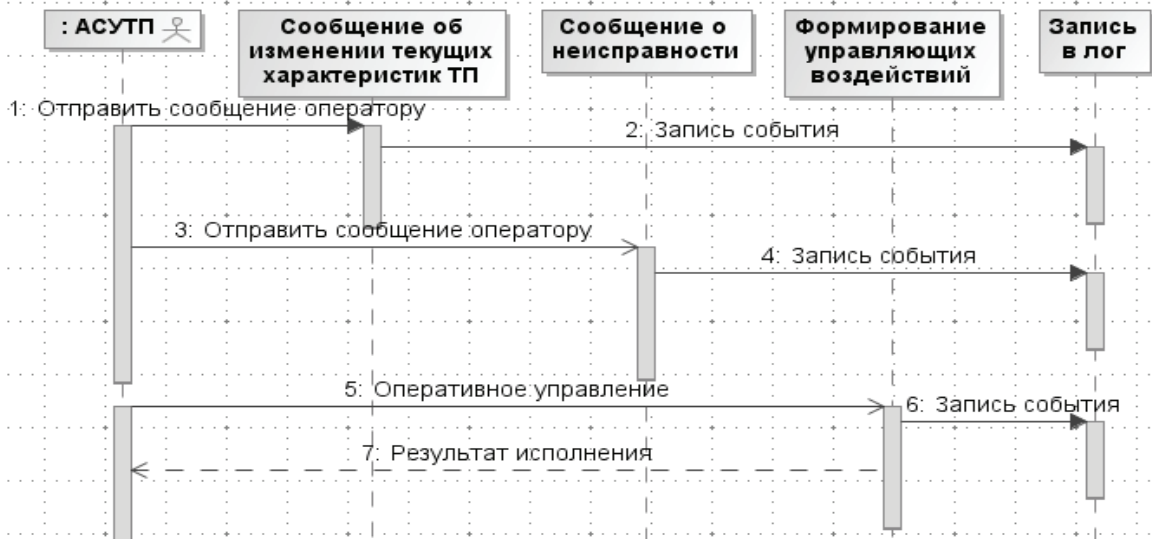 : АСУТП
Сообщение об
изменении текущих
характеристик ТП
Сообщение о
неисправности
Формирование
управляющих
воздействий
Запись
в лог
1: Отправить сообщение оператору
2: Запись события
3: Отправить сообщение оператору
4: Запись события
5: Оперативное управление
6: Запись события
7: Результат исполнения